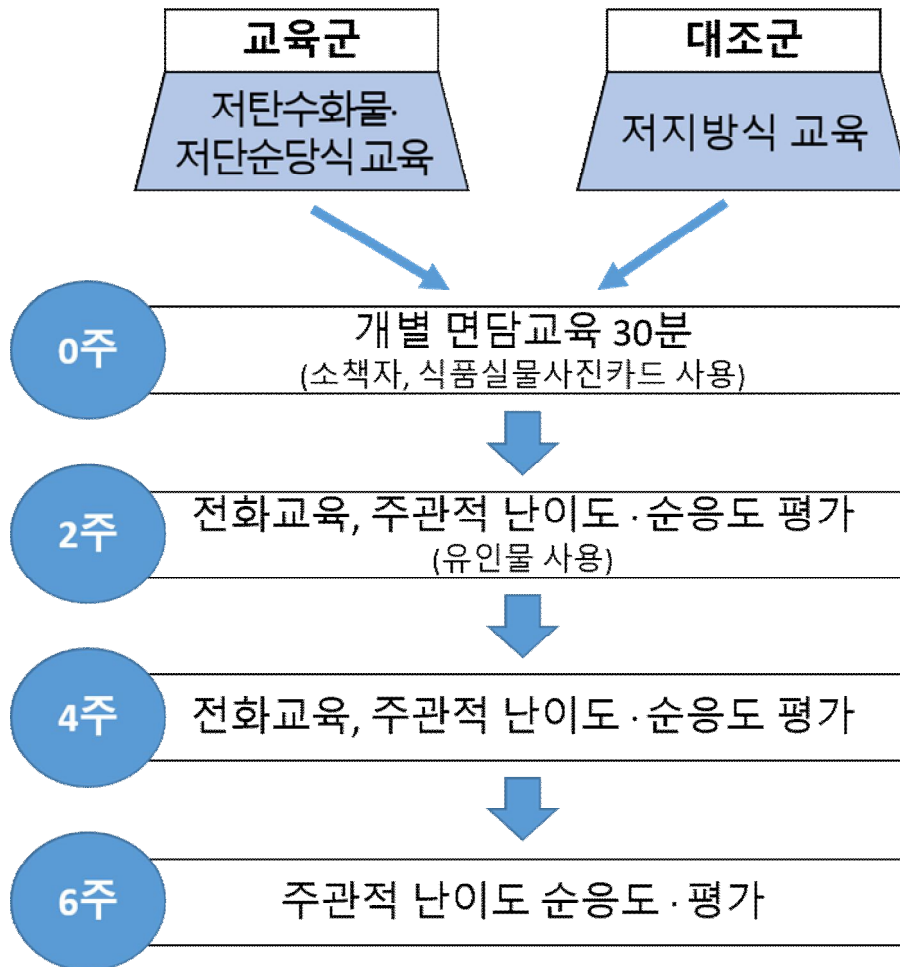 교육군
대조군
저탄수화물·
저단순당식 교육
저지방식 교육
0주
개별 면담교육 30분
(소책자, 식품실물사진카드 사용)
2주
전화교육, 주관적 난이도 · 순응도 평가
(유인물 사용)
4주
전화교육, 주관적 난이도 · 순응도 평가
6주
주관적 난이도 순응도 · 평가